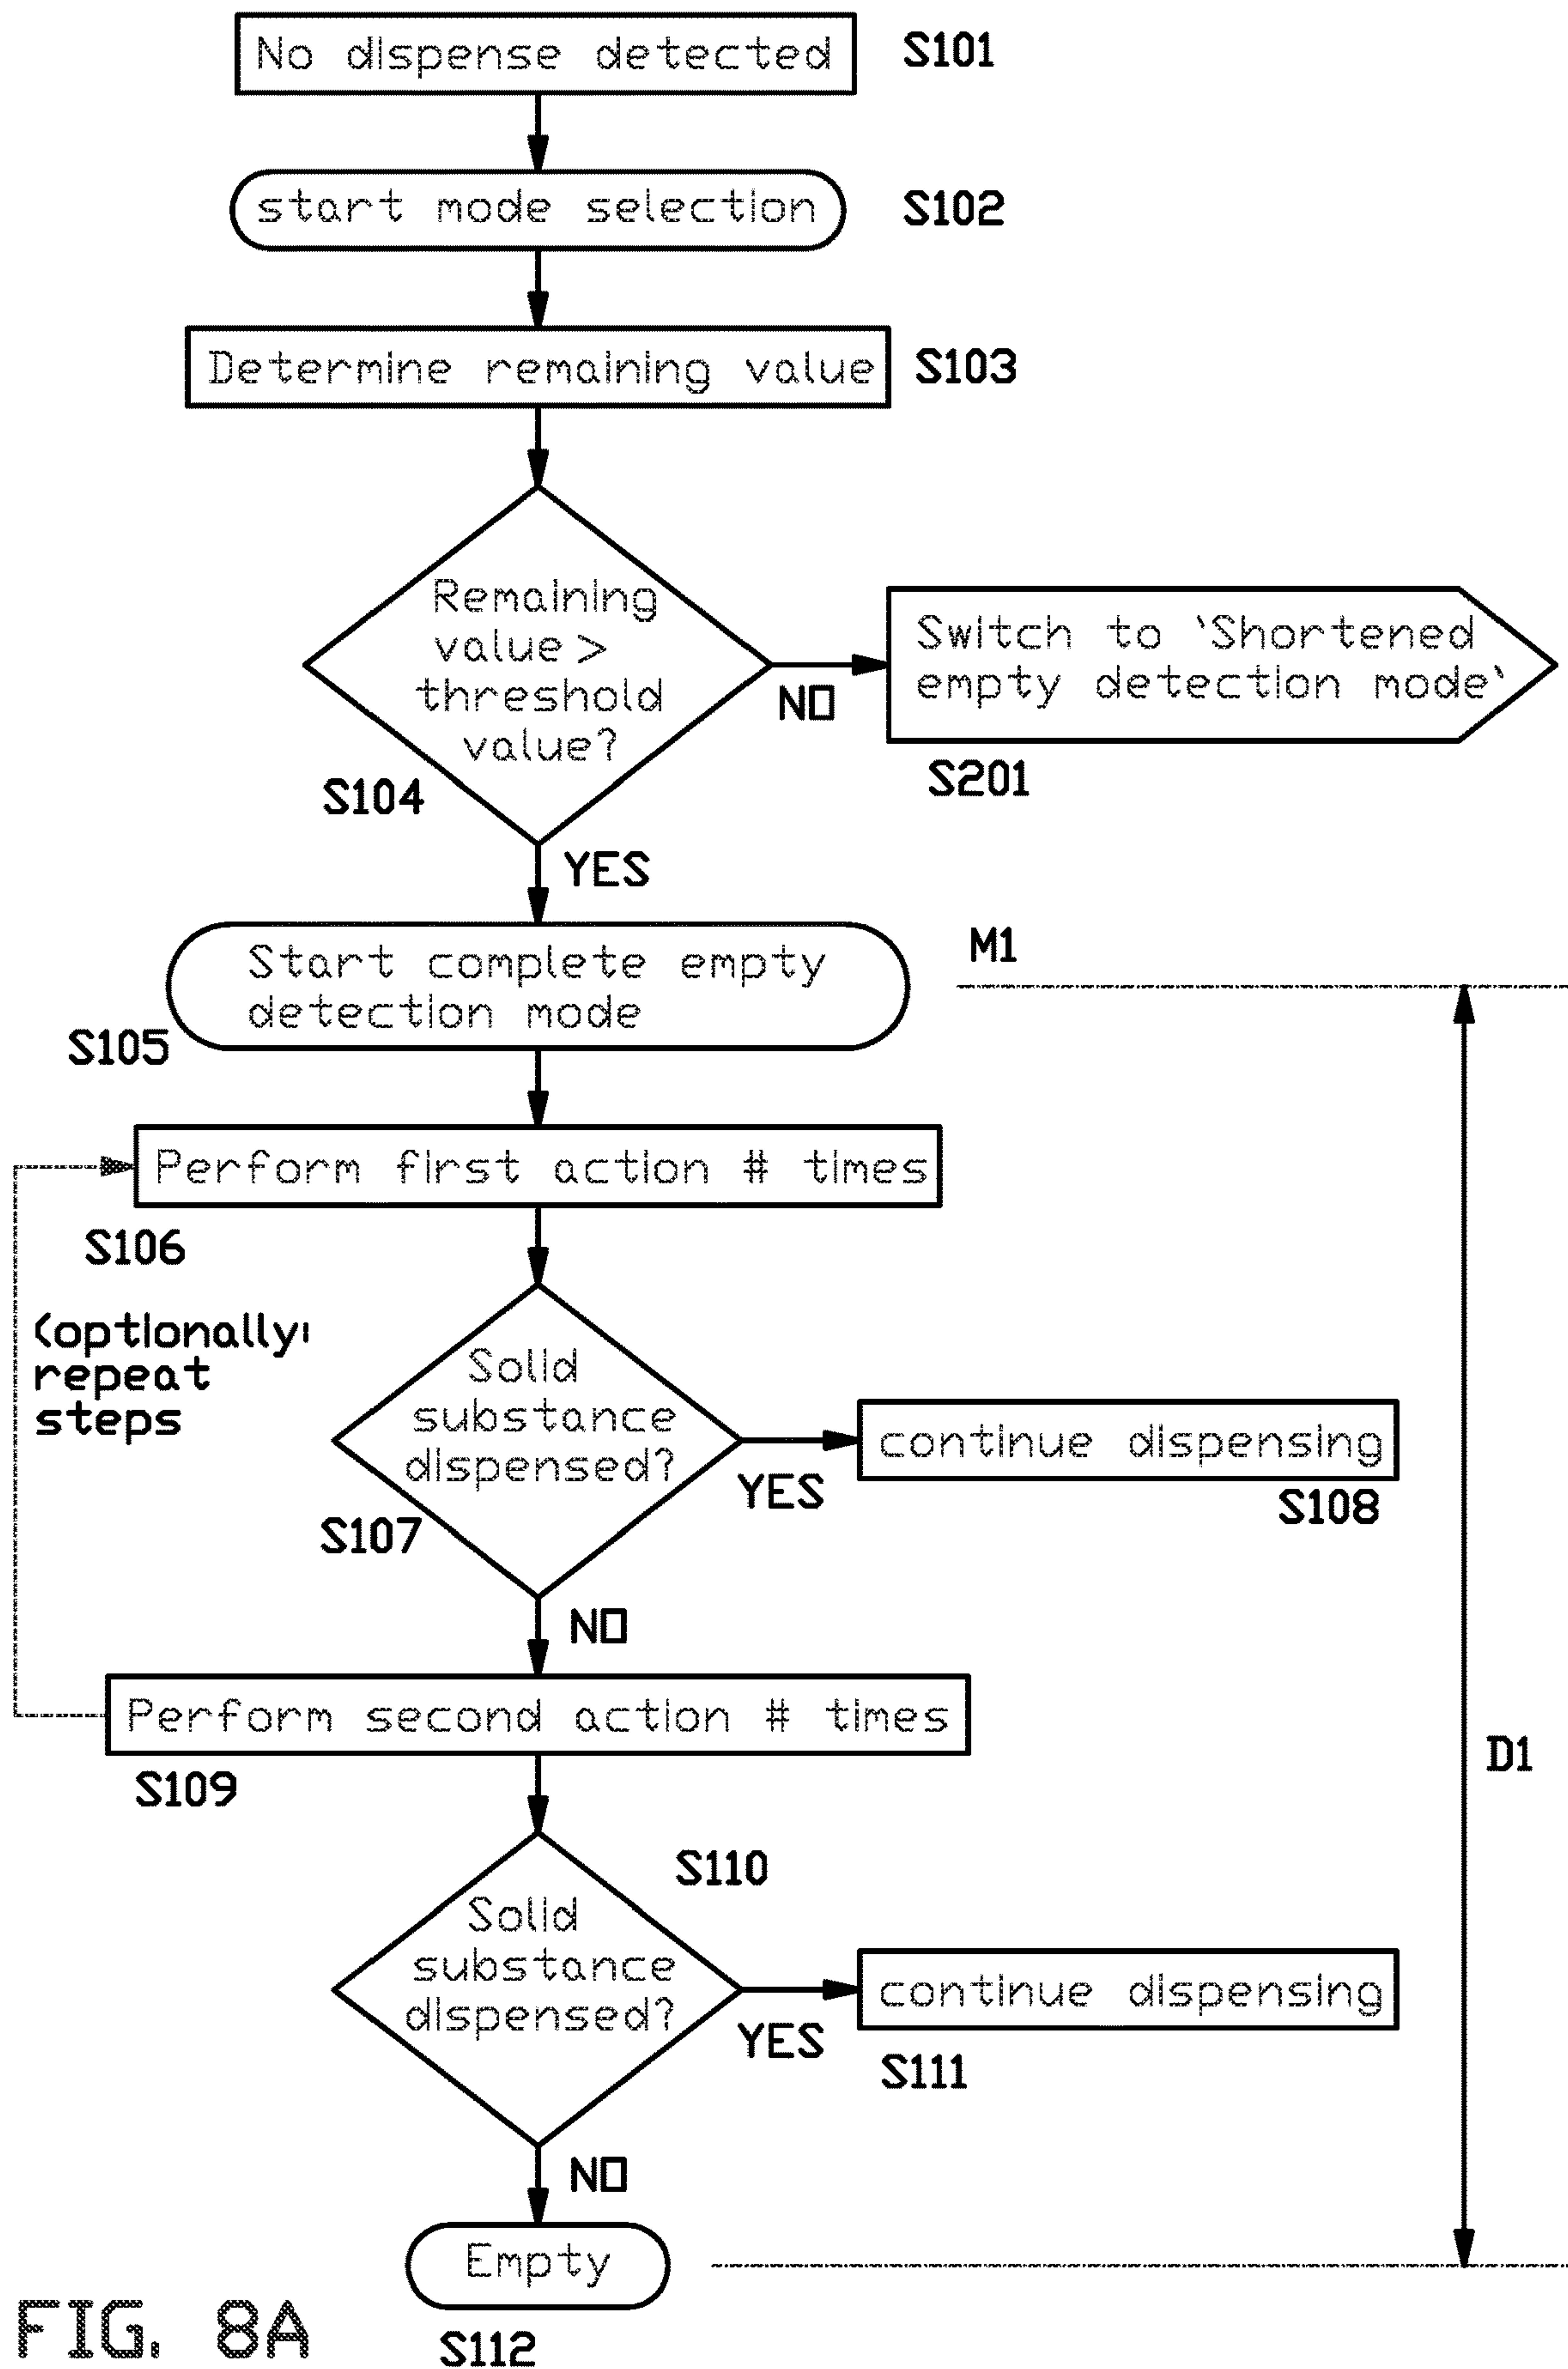 No dispense detected
S101
start mode selection
S102
Determine remaining value
S103
Remaining
value >
threshold
value?
S104
NO
Switch to ‘Shortened
empty detection mode‘
S201
YES
M1
Start complete empty
detection mode
S105
Perform first action # times
S106
(optionally:
repeat
steps
Solid
substance
dispensed?
S107
YES
continue dispensing
S108
NO
Perform second action # times
S109
D1
S110
Solid
substance
dispensed?
YES
continue dispensing
S111
NO
Empty
S112
FIG. 8A